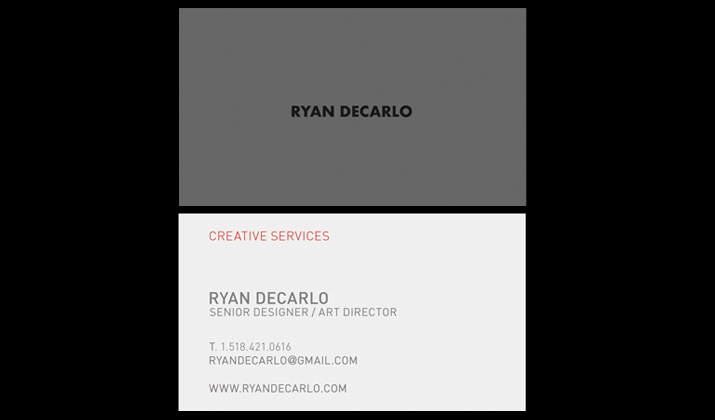 RYAN DECARLO
CREATIVE SERVICES
RYAN DECARLO
SENIOR DESIGNER / ART DIRECTOR
T. 1.518.421.0616
RYANDECARLO@GMAIL.COM
WWW.RYANDECARLO.COM